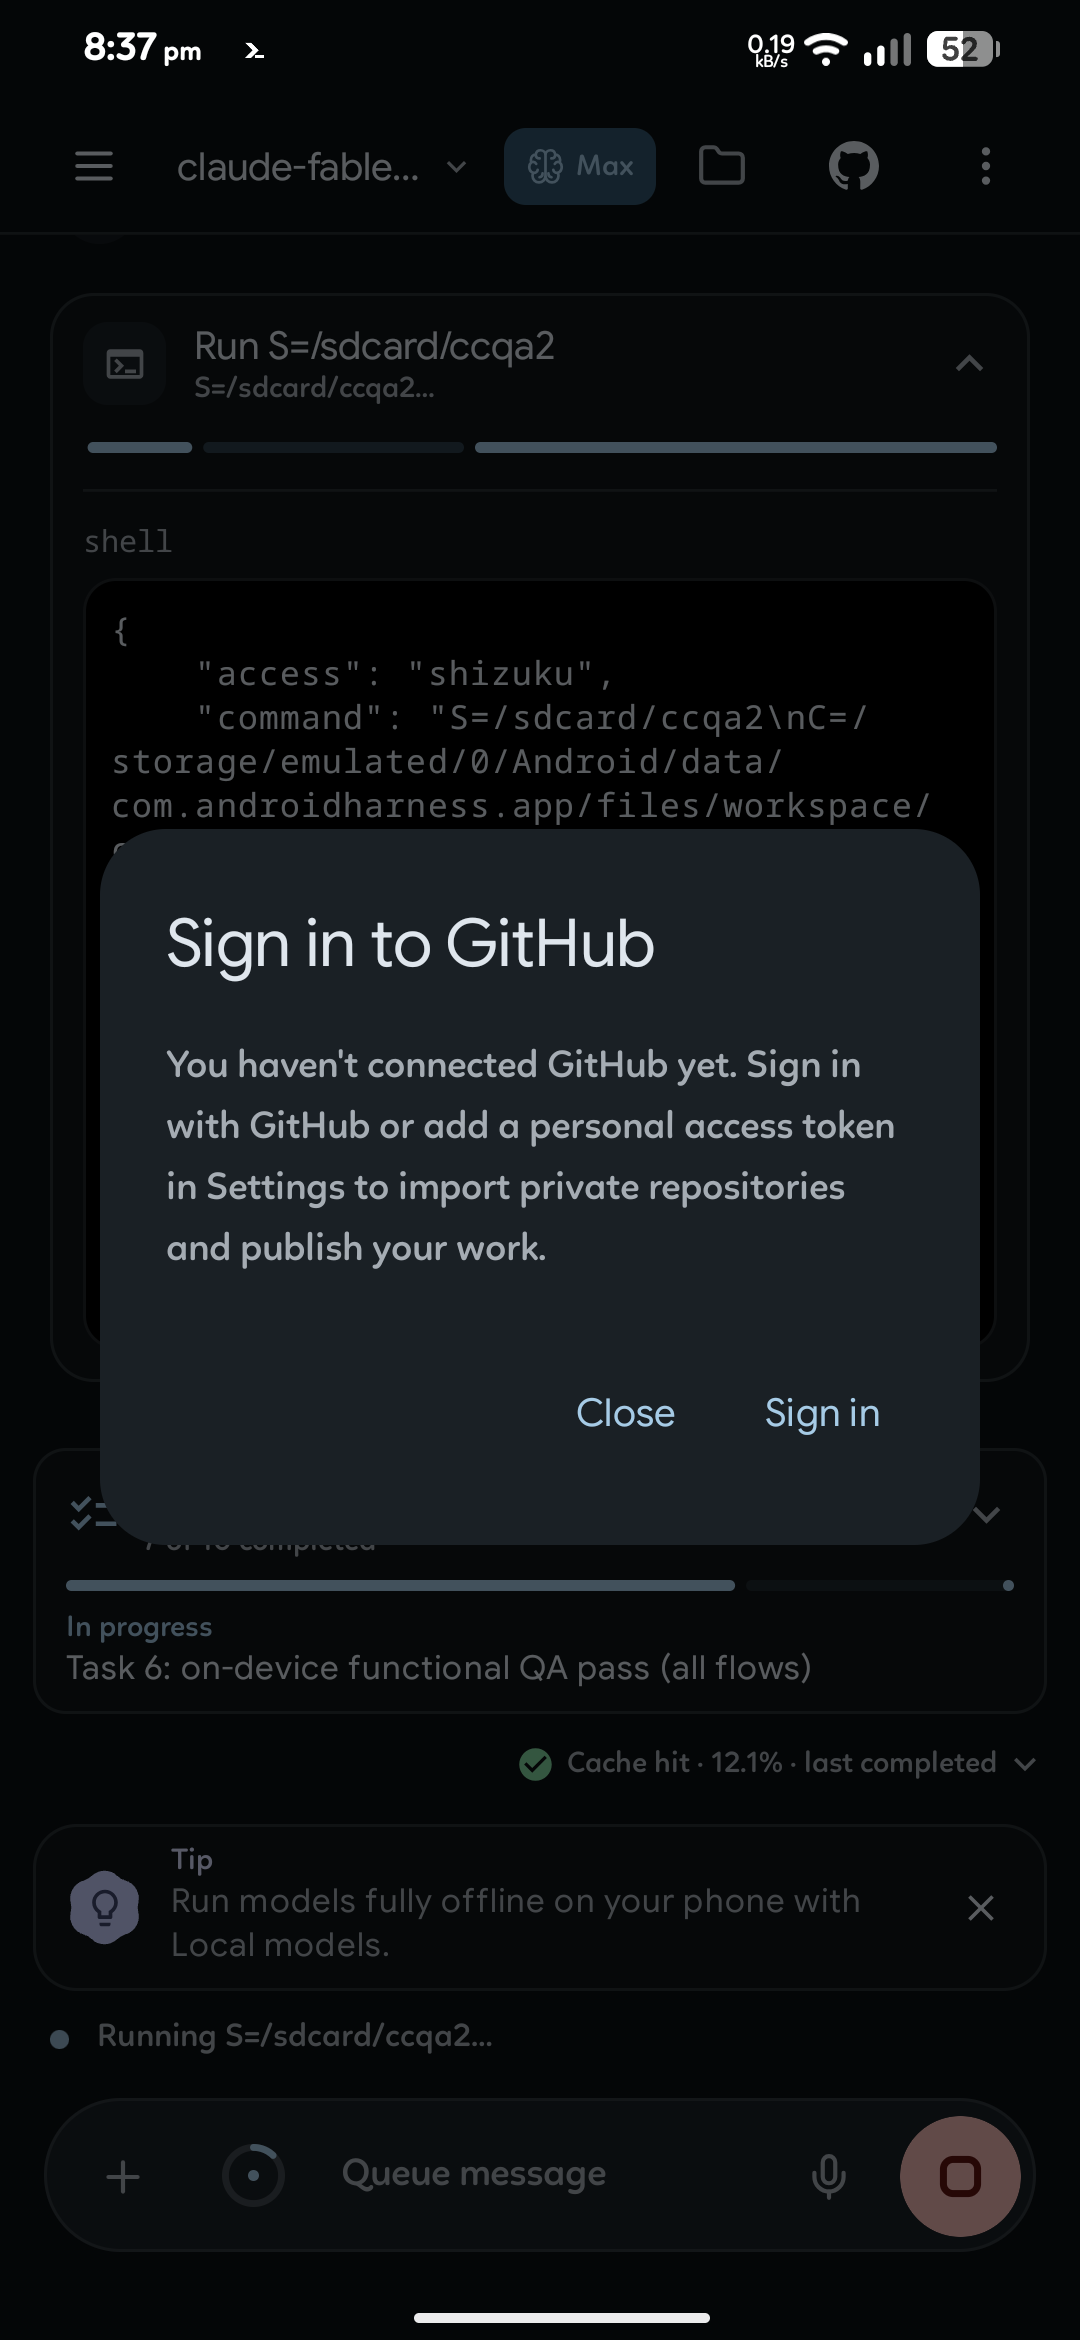 8:37 pm
0.19
kB/s
52
claude-fable...
Max
Run S=/sdcard/ccqa2
S=/sdcard/ccqa2...
shell
{
"access": "shizuku",
"command": "S=/sdcard/ccqa2\nC=/
storage/emulated/0/Android/data/
com.androidharness.app/files/workspace/
Sign in to GitHub
You haven't connected GitHub yet. Sign in
with GitHub or add a personal access token
in Settings to import private repositories
and publish your work.
Close
Sign in
completed
In progress
Task 6: on-device functional QA pass (all flows)
Cache hit · 12.1% · last completed
Tip
Run models fully offline on your phone with
Local models.
Running S=/sdcard/ccqa2...
Queue message